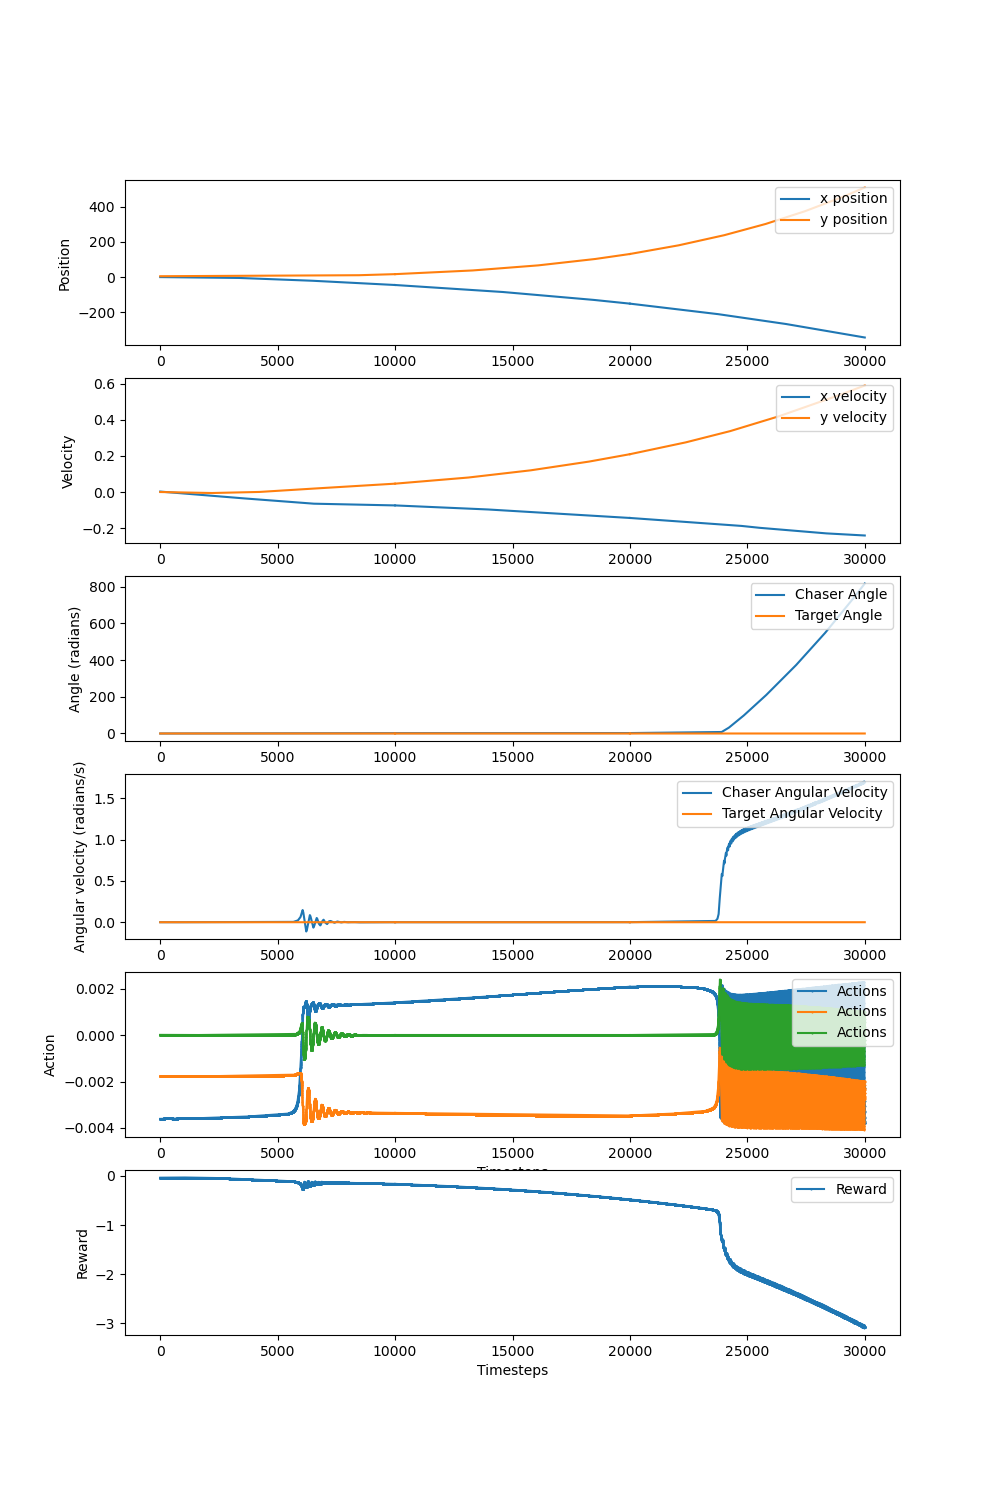 Position
400
200
0
−200
x position
y position
0 5000 10000 15000 20000 25000 30000
Velocity
0.6
0.4
0.2
0.0
−0.2
x velocity
y velocity
0 5000 10000 15000 20000 25000 30000
Angle (radians)
800
600
400
200
0
Chaser Angle
Target Angle
0 5000 10000 15000 20000 25000 30000
Angular velocity (radians/s)
1.5
1.0
0.5
0.0
Chaser Angular Velocity
Target Angular Velocity
0 5000 10000 15000 20000 25000 30000
Action
0.002
0.000
−0.002
−0.004
Actions
Actions
Actions
0 5000 10000 15000 20000 25000 30000
Timesteps
Reward
0
−1
−2
−3
Reward
0 5000 10000 15000 20000 25000 30000
Timesteps